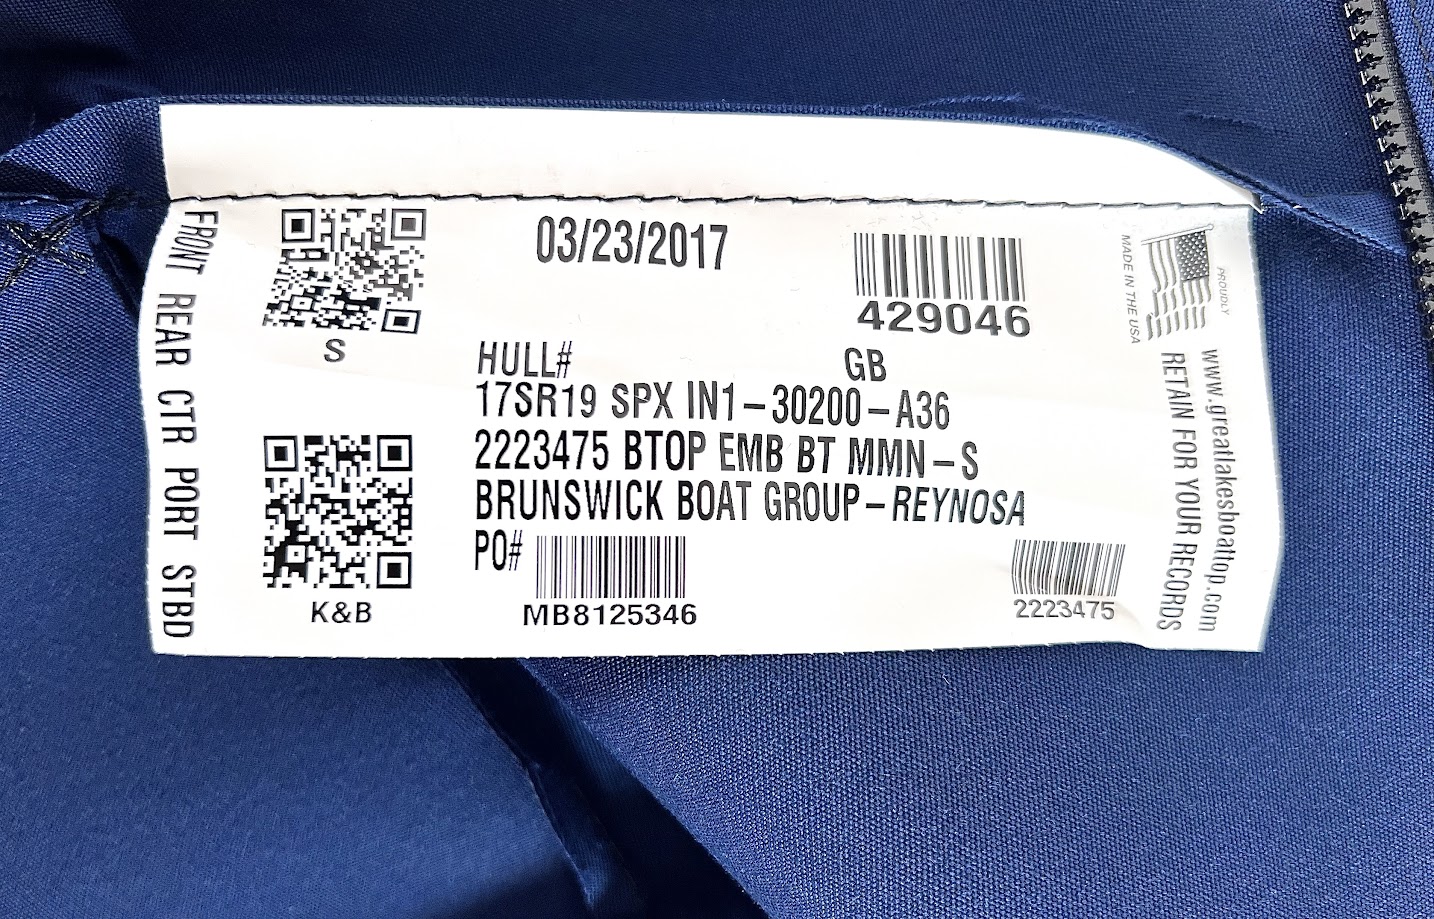 FRONT REAR CTR PORT STBD
S
K&B
03/23/2017
429046
HULL# GB
17SR19 SPX IN1-30200-A36
2223475 BTOP EMB BT MMN-S
BRUNSWICK BOAT GROUP-REYNOSA
PO#
MB8125346
2223475
PROUDLY
MADE IN THE USA
www.greatlakesboattop.com
RETAIN FOR YOUR RECORDS